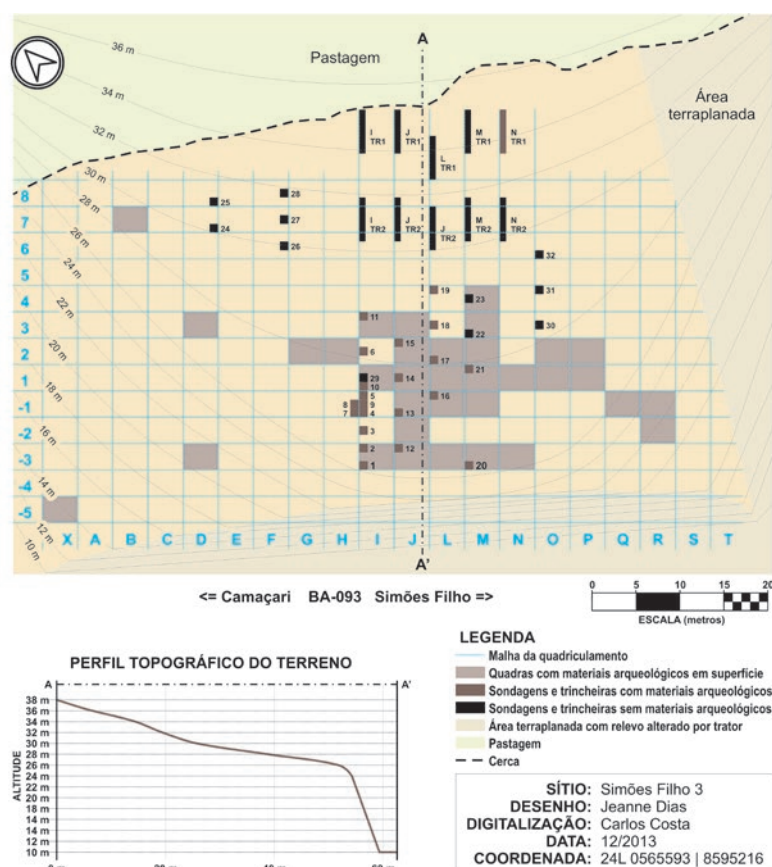 36 m
Pastagem
A
34 m
Área
terraplanada
32 m
I
TR1
J
TR1
M
TR1
N
TR1
L
TR1
30 m
8
28 m
25
28
7
24
27
I
TR2
J
TR2
J
TR2
M
TR2
N
TR2
26 m
6
26
32
24 m
5
22 m
4
19
23
31
3
11
18
22
30
20 m
2
6
15
17
18 m
1
29
14
21
10
5
16
-1
8
9
7
4
13
16 m
-2
3
-3
2
12
1
20
14 m
-4
12 m
-5
10 m
X A B C D E F G H I J L M N O P Q R S T
A'
<= Camaçari BA-093 Simões Filho =>
0 5 10 15 20
ESCALA (metros)
PERFIL TOPOGRÁFICO DO TERRENO
A A'
ALTITUDE
38 m
36 m
34 m
32 m
30 m
28 m
26 m
24 m
22 m
20 m
18 m
14 m
12 m
10 m
LEGENDA
Malha da quadriculamento
Quadras com materiais arqueológicos em superfície
Sondagens e trincheiras com materiais arqueológicos
Sondagens e trincheiras sem materiais arqueológicos
Área terraplanada com relevo alterado por trator
Pastagem
Cerca
SÍTIO: Simões Filho 3
DESENHO: Jeanne Dias
DIGITALIZAÇÃO: Carlos Costa
DATA: 12/2013
COORDENADA: 24L 0565593 | 8595216